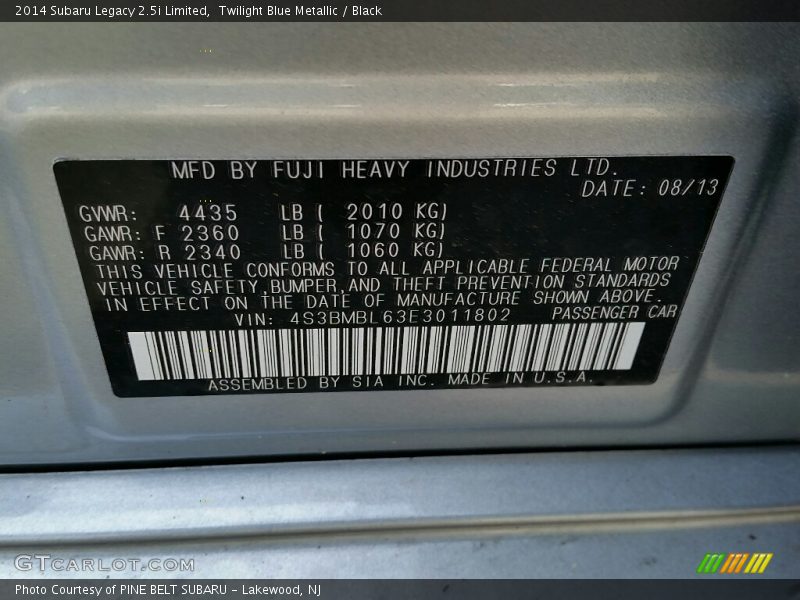 2014 Subaru Legacy 2.5i Limited, Twilight Blue Metallic / Black
MFD BY FUJI HEAVY INDUSTRIES LTD.
DATE: 08/13
GVWR: 4435 LB ( 2010 KG)
GAWR: F 2360 LB ( 1070 KG)
GAWR: R 2340 LB ( 1060 KG)
THIS VEHICLE CONFORMS TO ALL APPLICABLE FEDERAL MOTOR
VEHICLE SAFETY,BUMPER,AND THEFT PREVENTION STANDARDS
IN EFFECT ON THE DATE OF MANUFACTURE SHOWN ABOVE.
VIN: 4S3BMBL63E3011802 PASSENGER CAR
ASSEMBLED BY SIA INC. MADE IN U.S.A.
GTCARLOT.COM
Photo Courtesy of PINE BELT SUBARU - Lakewood, NJ